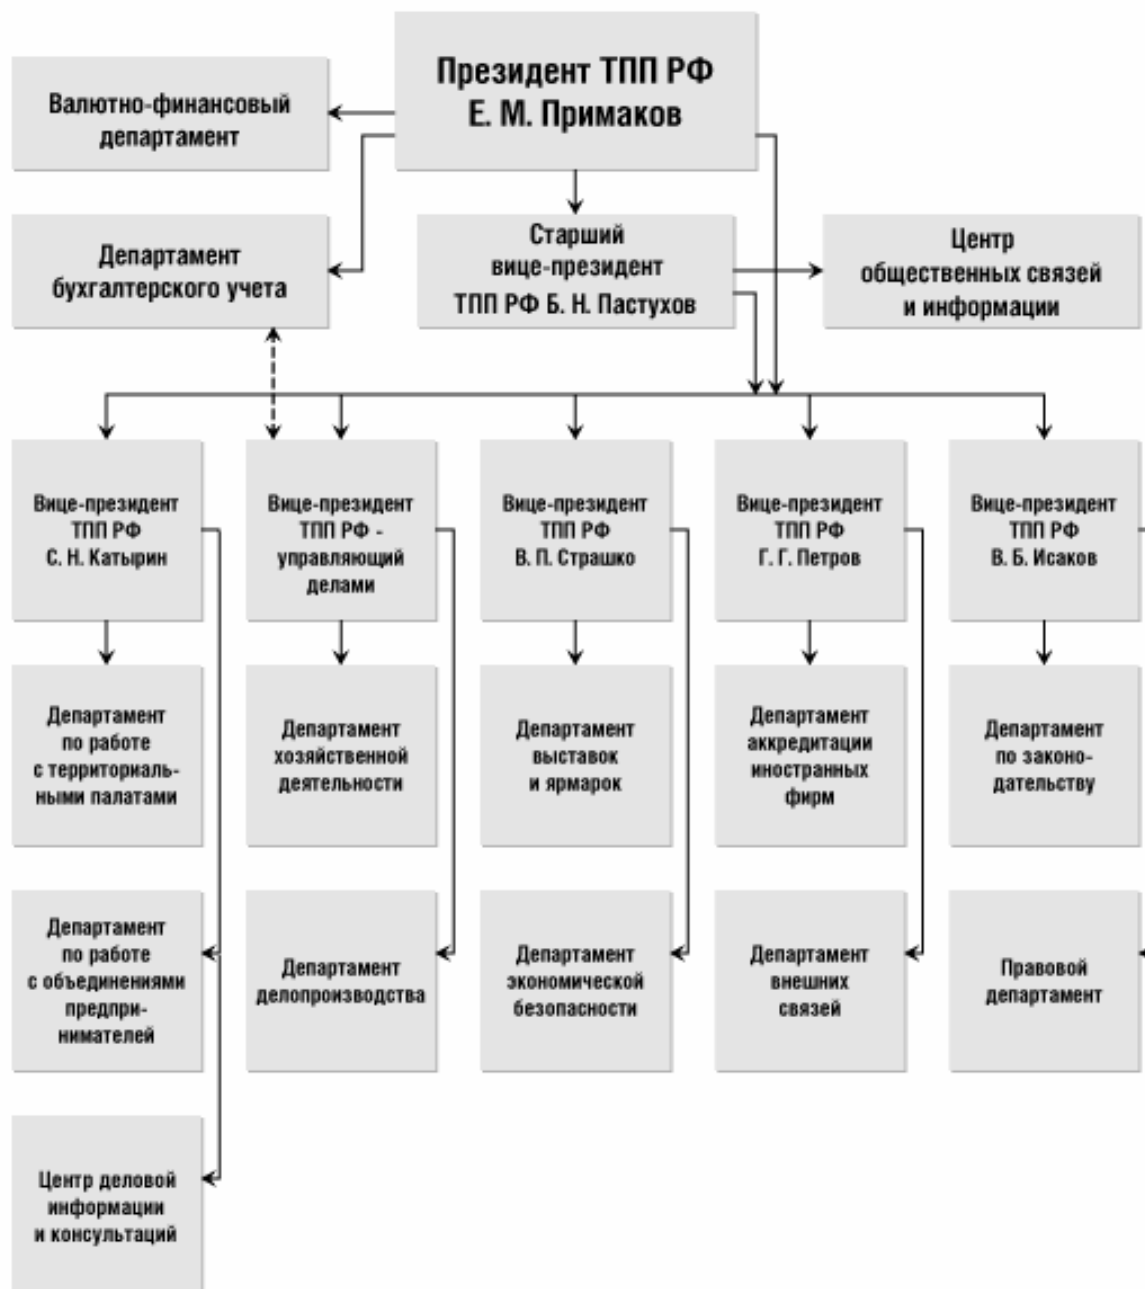 Президент ТПП РФ
Е. М. Примаков
Валютно-финансовый
департамент
Департамент
бухгалтерского учета
Старший
вице-президент
ТПП РФ Б. Н. Пастухов
Центр
общественных связей
и информации
Вице-президент
ТПП РФ
С. Н. Катырин
Вице-президент
ТПП РФ -
управляющий
делами
Вице-президент
ТПП РФ
В. П. Страшко
Вице-президент
ТПП РФ
Г. Г. Петров
Вице-президент
ТПП РФ
В. Б. Исаков
Департамент
по работе
с территориаль-
ными палатами
Департамент
хозяйственной
деятельности
Департамент
выставок
и ярмарок
Департамент
аккредитации
иностранных
фирм
Департамент
по законо-
дательству
Департамент
по работе
с объединениями
предпри-
нимателей
Департамент
делопроизводства
Департамент
экономической
безопасности
Департамент
внешних
связей
Правовой
департамент
Центр деловой
информации
и консультаций